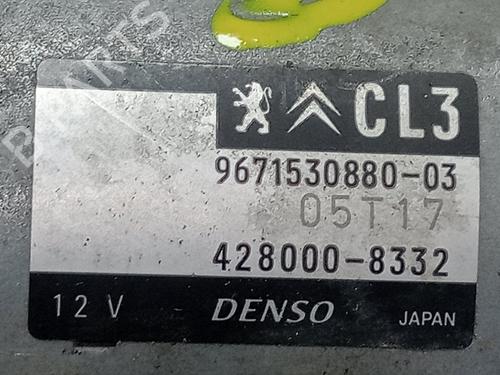 CL3
9671530880-03
05T17
428000-8332
12 V DENSO JAPAN